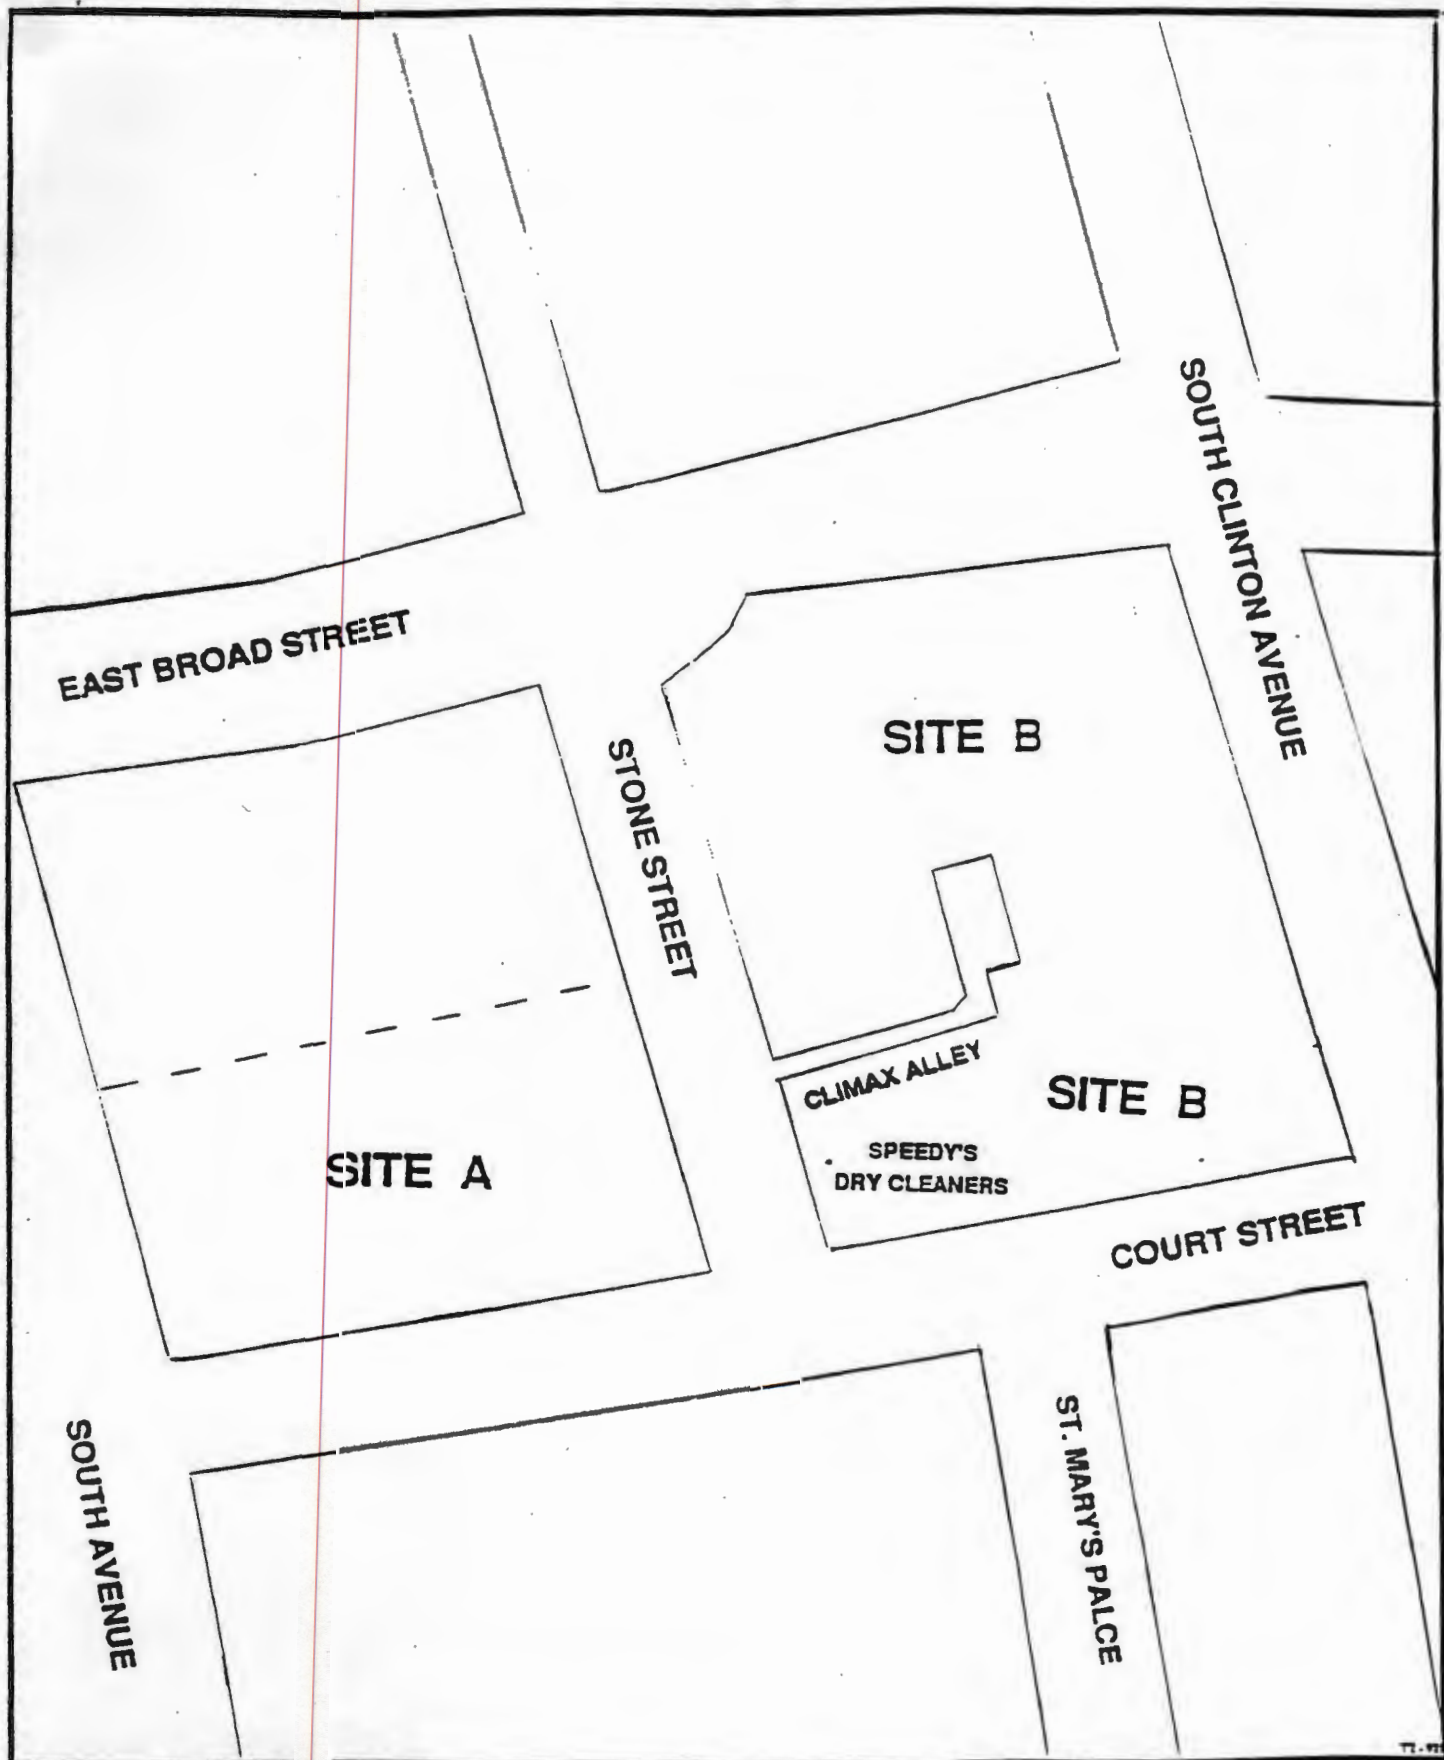 SOUTH CLINTON AVENUE
EAST BROAD STREET
SITE B
STONE STREET
CLIMAX ALLEY
SITE B
SPEEDY'S
DRY CLEANERS
SITE A
COURT STREET
ST. MARY'S PALCE
SOUTH AVENUE